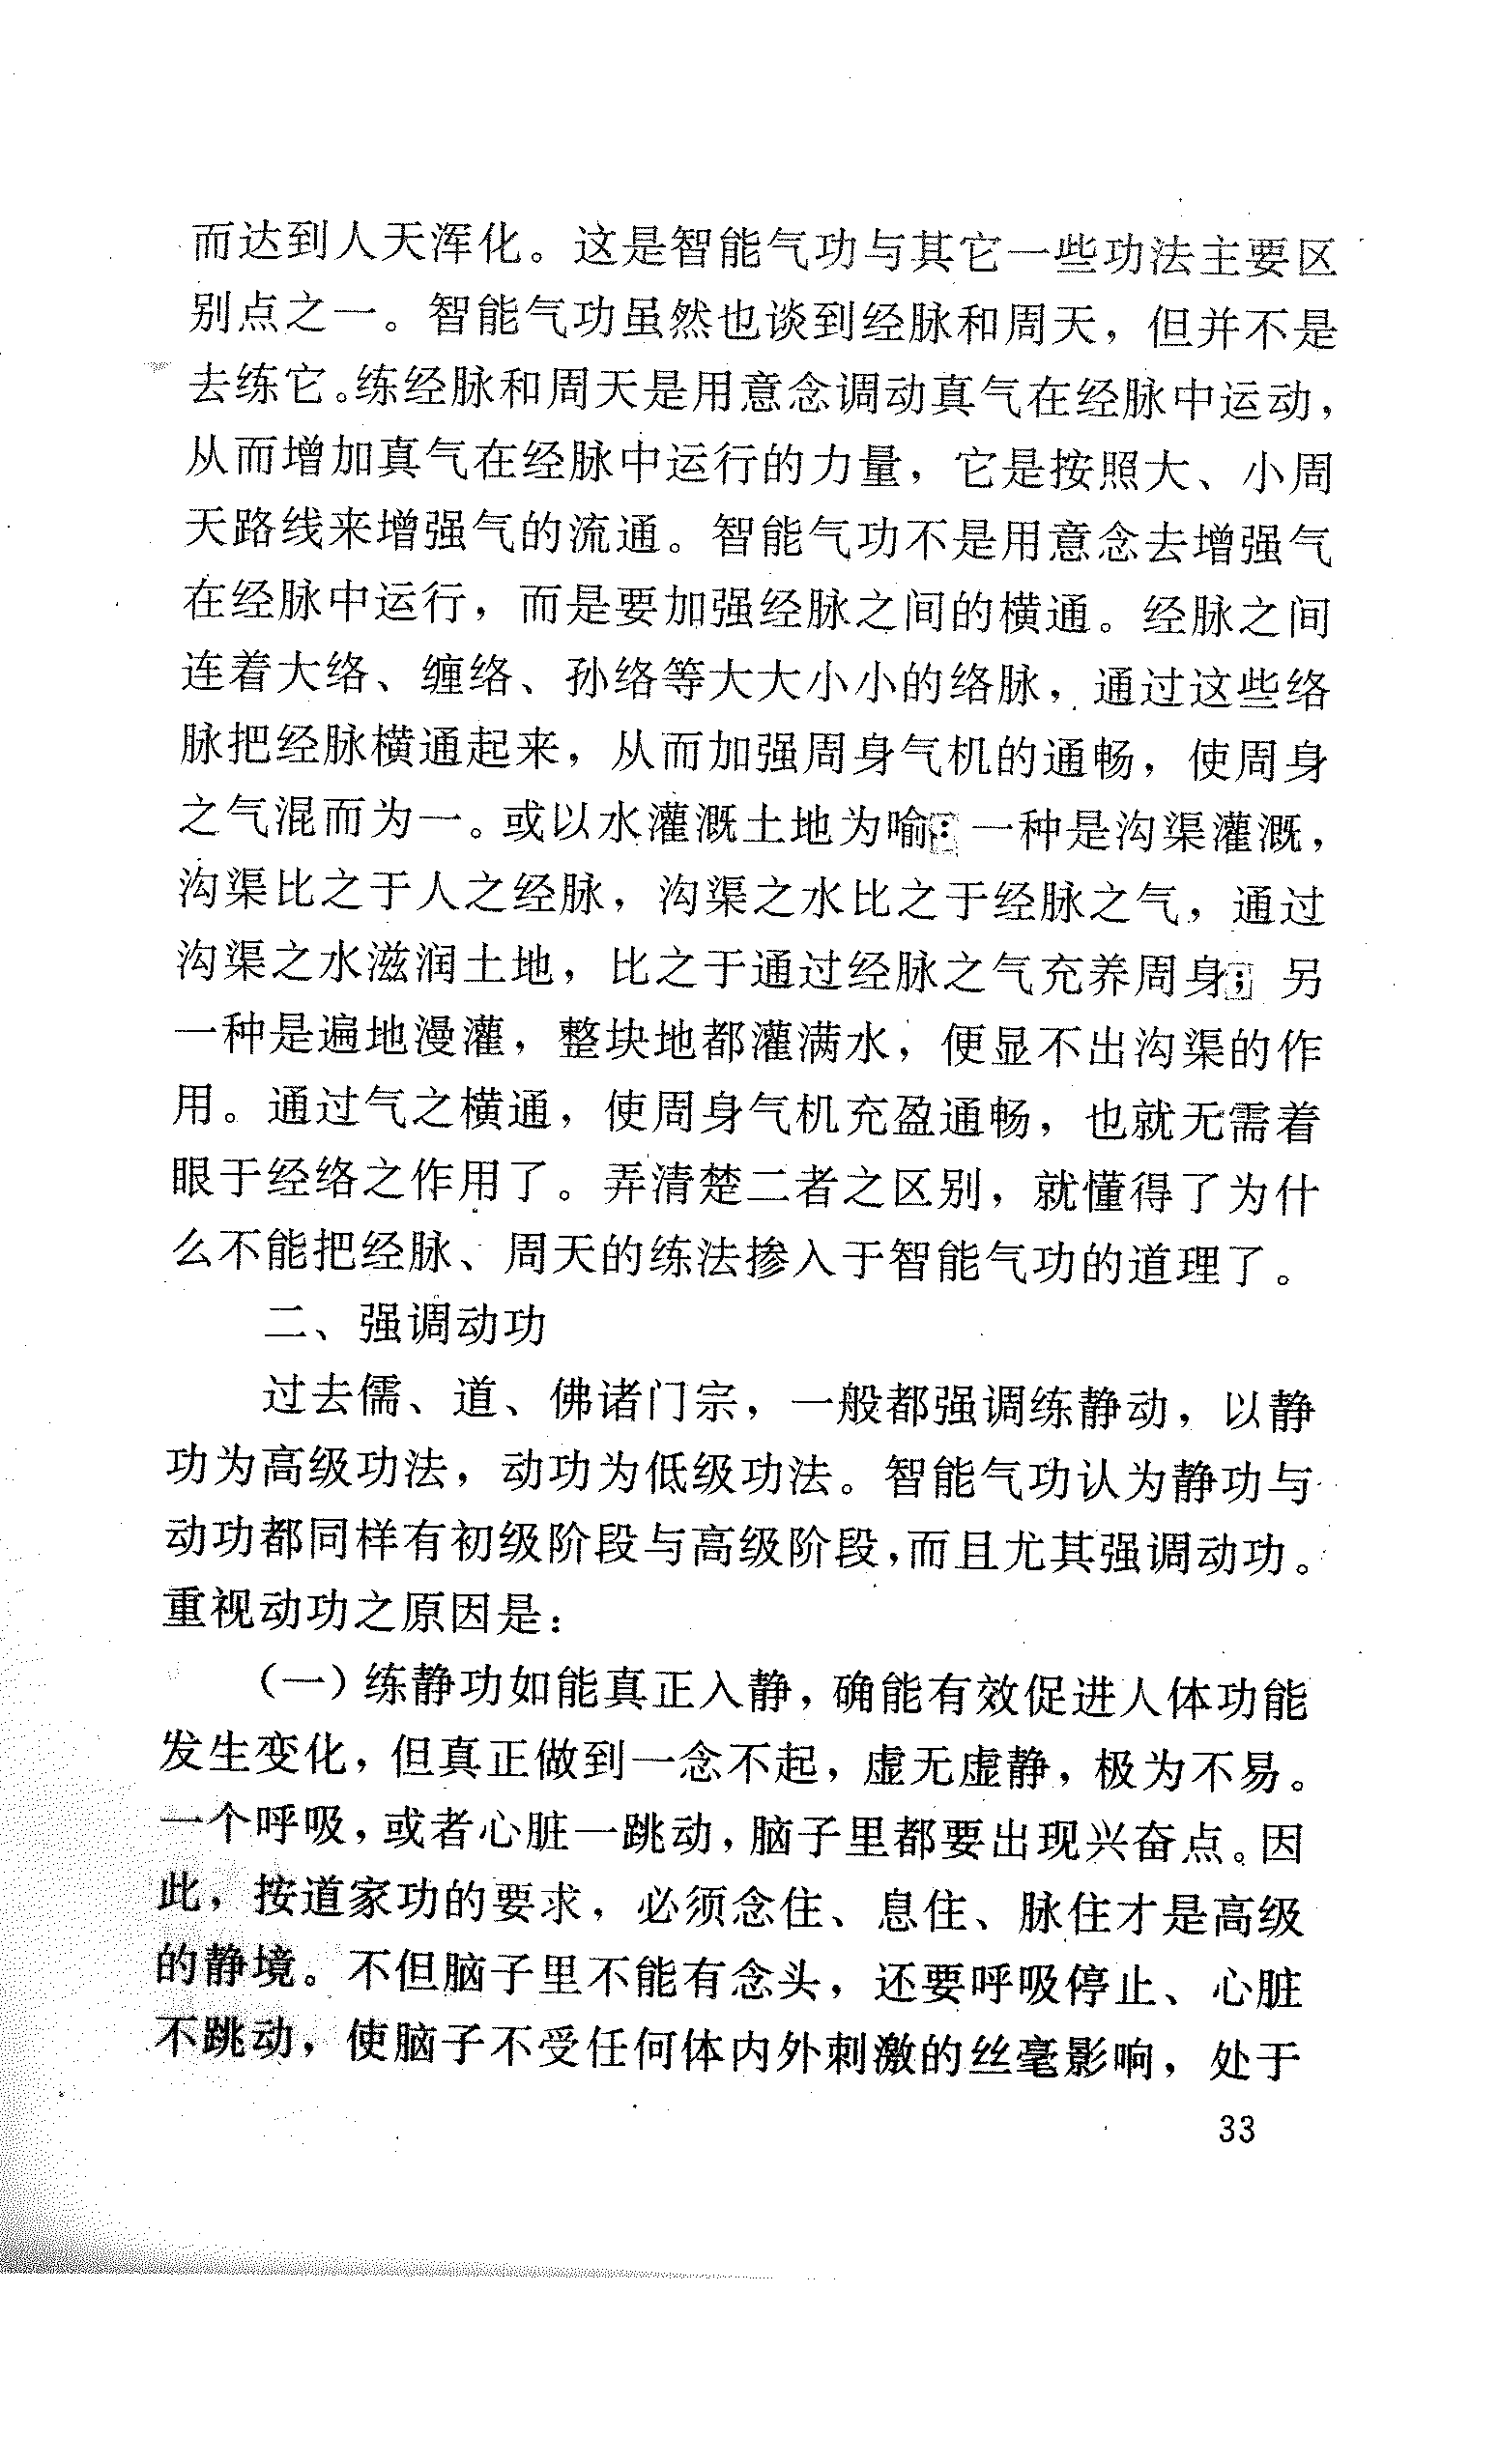 而达到人天浑化。这是智能气功与其它一些功法主要区
别点之一。智能气功虽然也谈到经脉和周天，但并不是
去练它。练经脉和周天是用意念调动真气在经脉中运动，
从而增加真气在经脉中运行的力量，它是按照大、小周
天路线来增强气的流通。智能气功不是用意念去增强气
在经脉中运行，而是要加强经脉之间的横通。经脉之间
连着大络、缠络、孙络等大大小小的络脉，通过这些络
脉把经脉横通起来，从而加强周身气机的通畅，使周身
之气混而为一。或以水灌溉土地为喻：一种是沟渠灌溉，
沟渠比之于人之经脉，沟渠之水比之于经脉之气，通过
沟渠之水滋润土地，比之于通过经脉之气充养周身；另
一种是遍地漫灌，整块地都灌满水，便显不出沟渠的作
用。通过气之横通，使周身气机充盈通畅，也就无需着
眼于经络之作用了。弄清楚二者之区别，就懂得了为什
么不能把经脉、周天的练法掺入于智能气功的道理了。
二、强调动功
过去儒、道、佛诸门宗，一般都强调练静动，以静
功为高级功法，动功为低级功法。智能气功认为静功与
动功都同样有初级阶段与高级阶段，而且尤其强调动功。
重视动功之原因是：
（一）练静功如能真正入静，确能有效促进人体功能
发生变化，但真正做到一念不起，虚无虚静，极为不易。
一个呼吸，或者心脏一跳动，脑子里都要出现兴奋点。因
此，按道家功的要求，必须念住、息住、脉住才是高级
的静境。不但脑子里不能有念头，还要呼吸停止、心脏
不跳动，使脑子不受任何体内外刺激的丝毫影响，处于
33